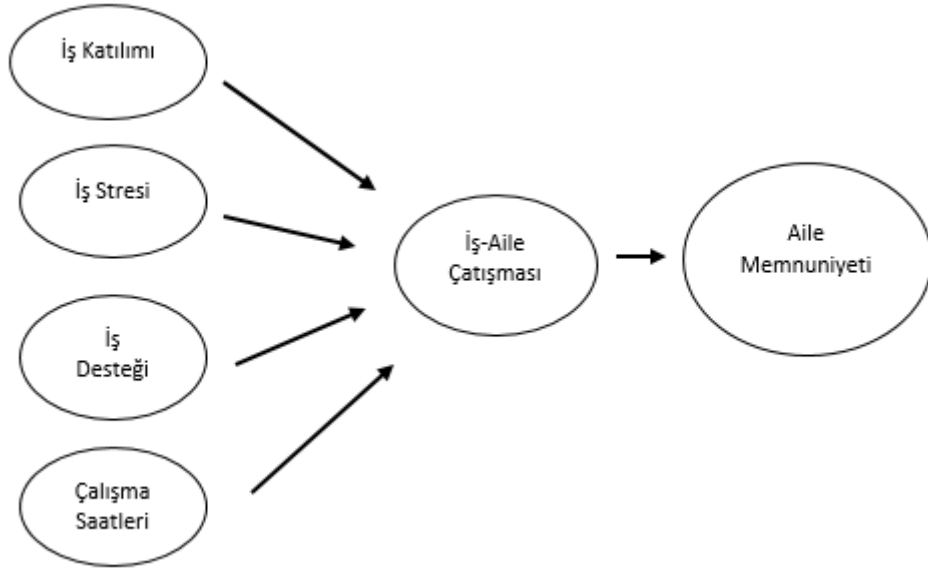 İş Katılımı
İş Stresi
İş
Desteği
Çalışma
Saatleri
İş-Aile
Çatışması
Aile
Memnuniyeti